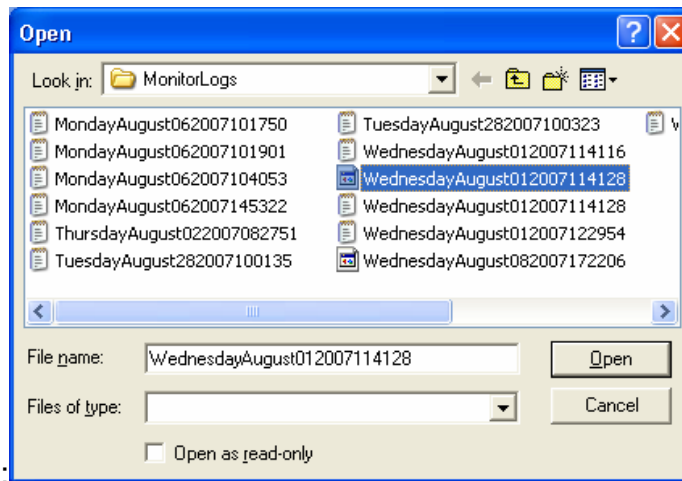 Open
Look in: MonitorLogs
MondayAugust062007101750
MondayAugust062007101901
MondayAugust062007104053
MondayAugust062007145322
ThursdayAugust022007082751
TuesdayAugust282007100135
TuesdayAugust282007100323
WednesdayAugust012007114116
WednesdayAugust012007114128
WednesdayAugust012007114128
WednesdayAugust012007122954
WednesdayAugust082007172206
File name: WednesdayAugust012007114128 Open
Files of type: Cancel
Open as read-only